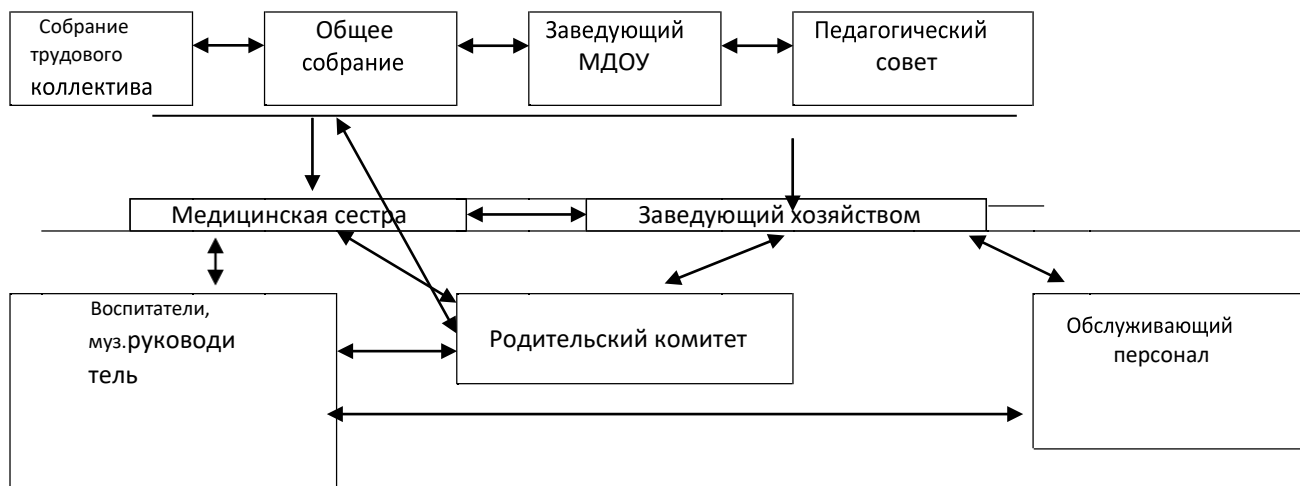 Собрание
трудового
коллектива
Общее
собрание
Заведующий
МДОУ
Педагогический
совет
Медицинская сестра
Заведующий хозяйством
Воспитатели,
муз.руководи
тель
Родительский комитет
Обслуживающий
персонал